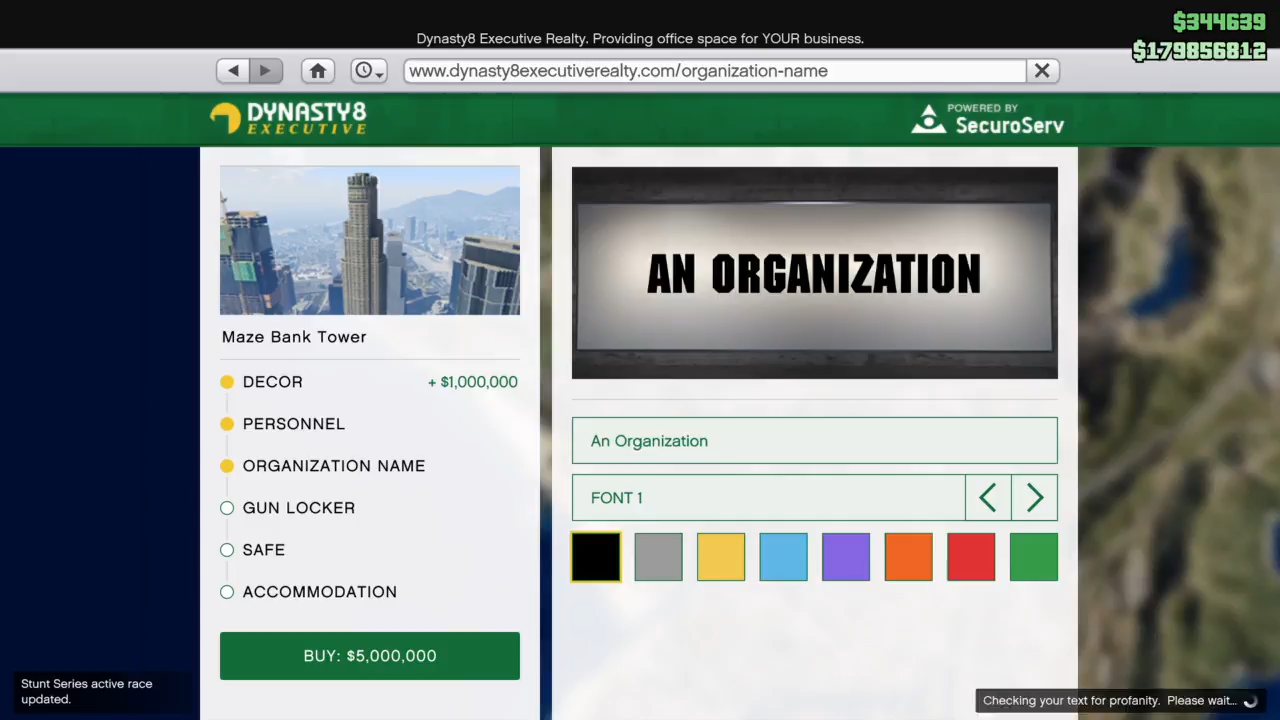 $344639
Dynasty8 Executive Realty. Providing office space for YOUR business.
$179856812
www.dynasty8executiverealty.com/organization-name
DYNASTY8
EXECUTIVE
POWERED BY
SecuroServ
AN ORGANIZATION
Maze Bank Tower
DECOR + $1,000,000
PERSONNEL
ORGANIZATION NAME
GUN LOCKER
SAFE
ACCOMMODATION
BUY: $5,000,000
An Organization
FONT 1
Stunt Series active race
updated.
Checking your text for profanity. Please wait...